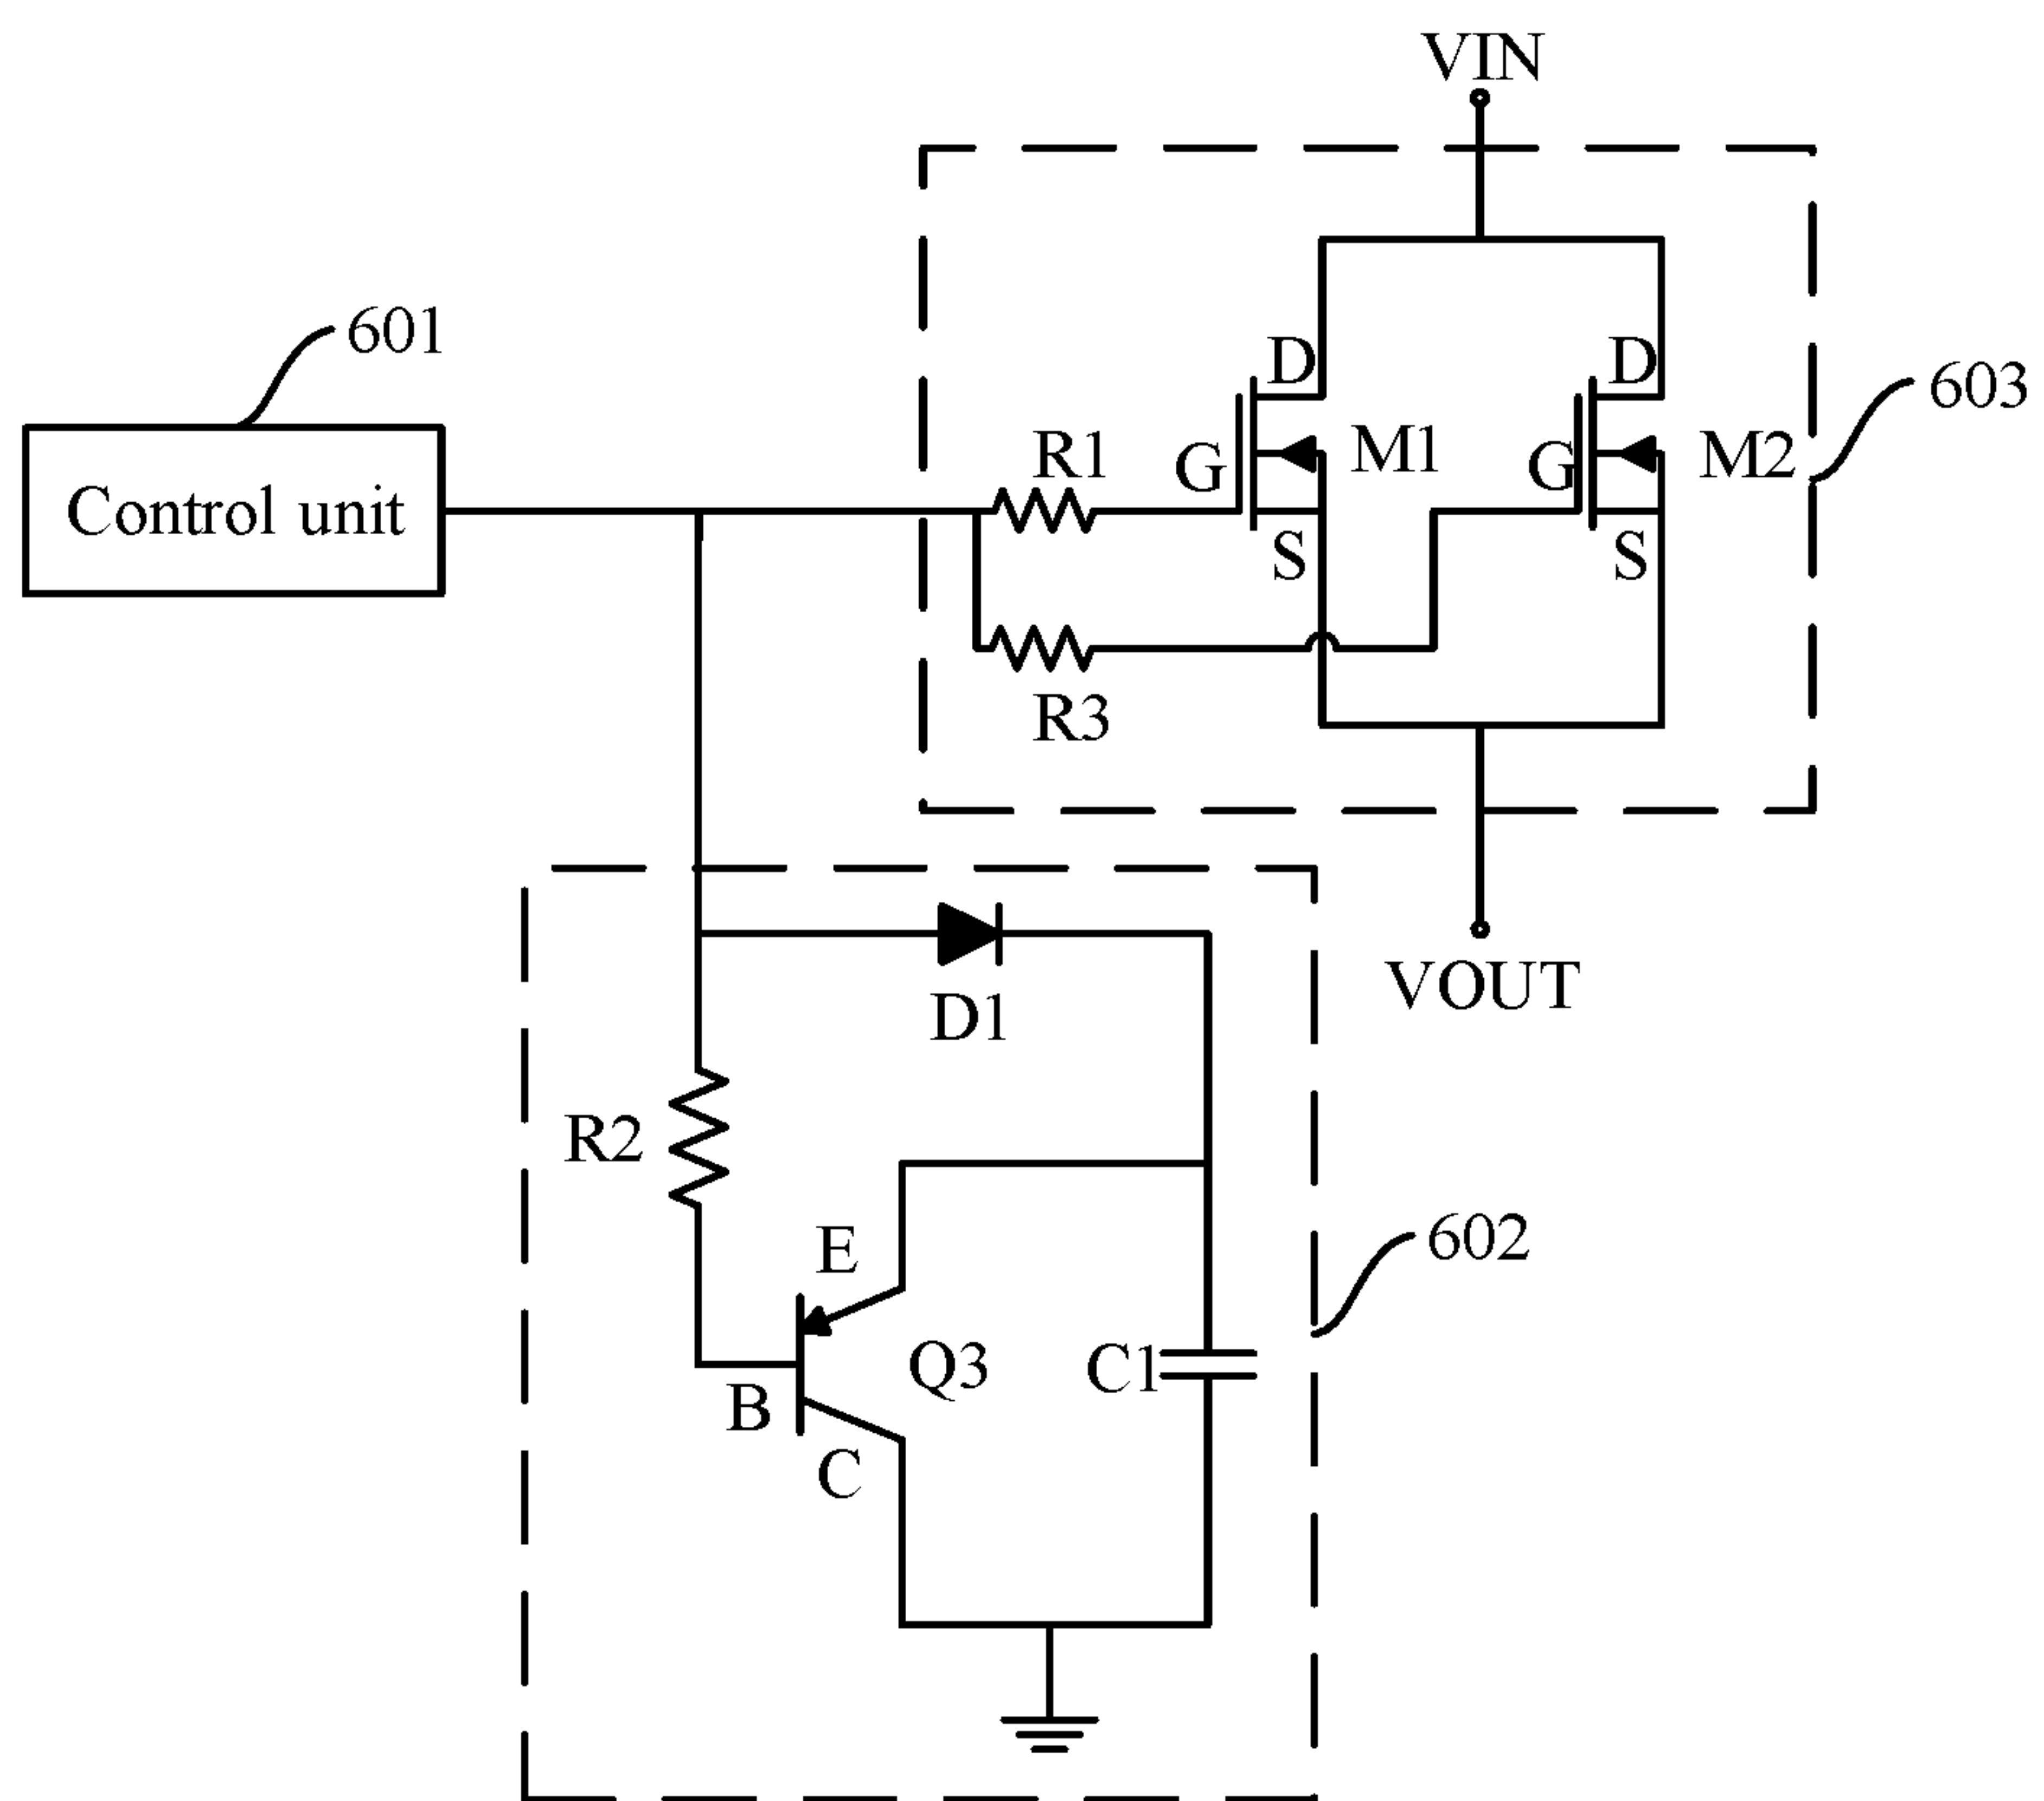 VIN
601
D
D
603
R1
G
M1
G
M2
Control unit
S
S
R3
VOUT
D1
R2
E
602
Q3
C1
B
C